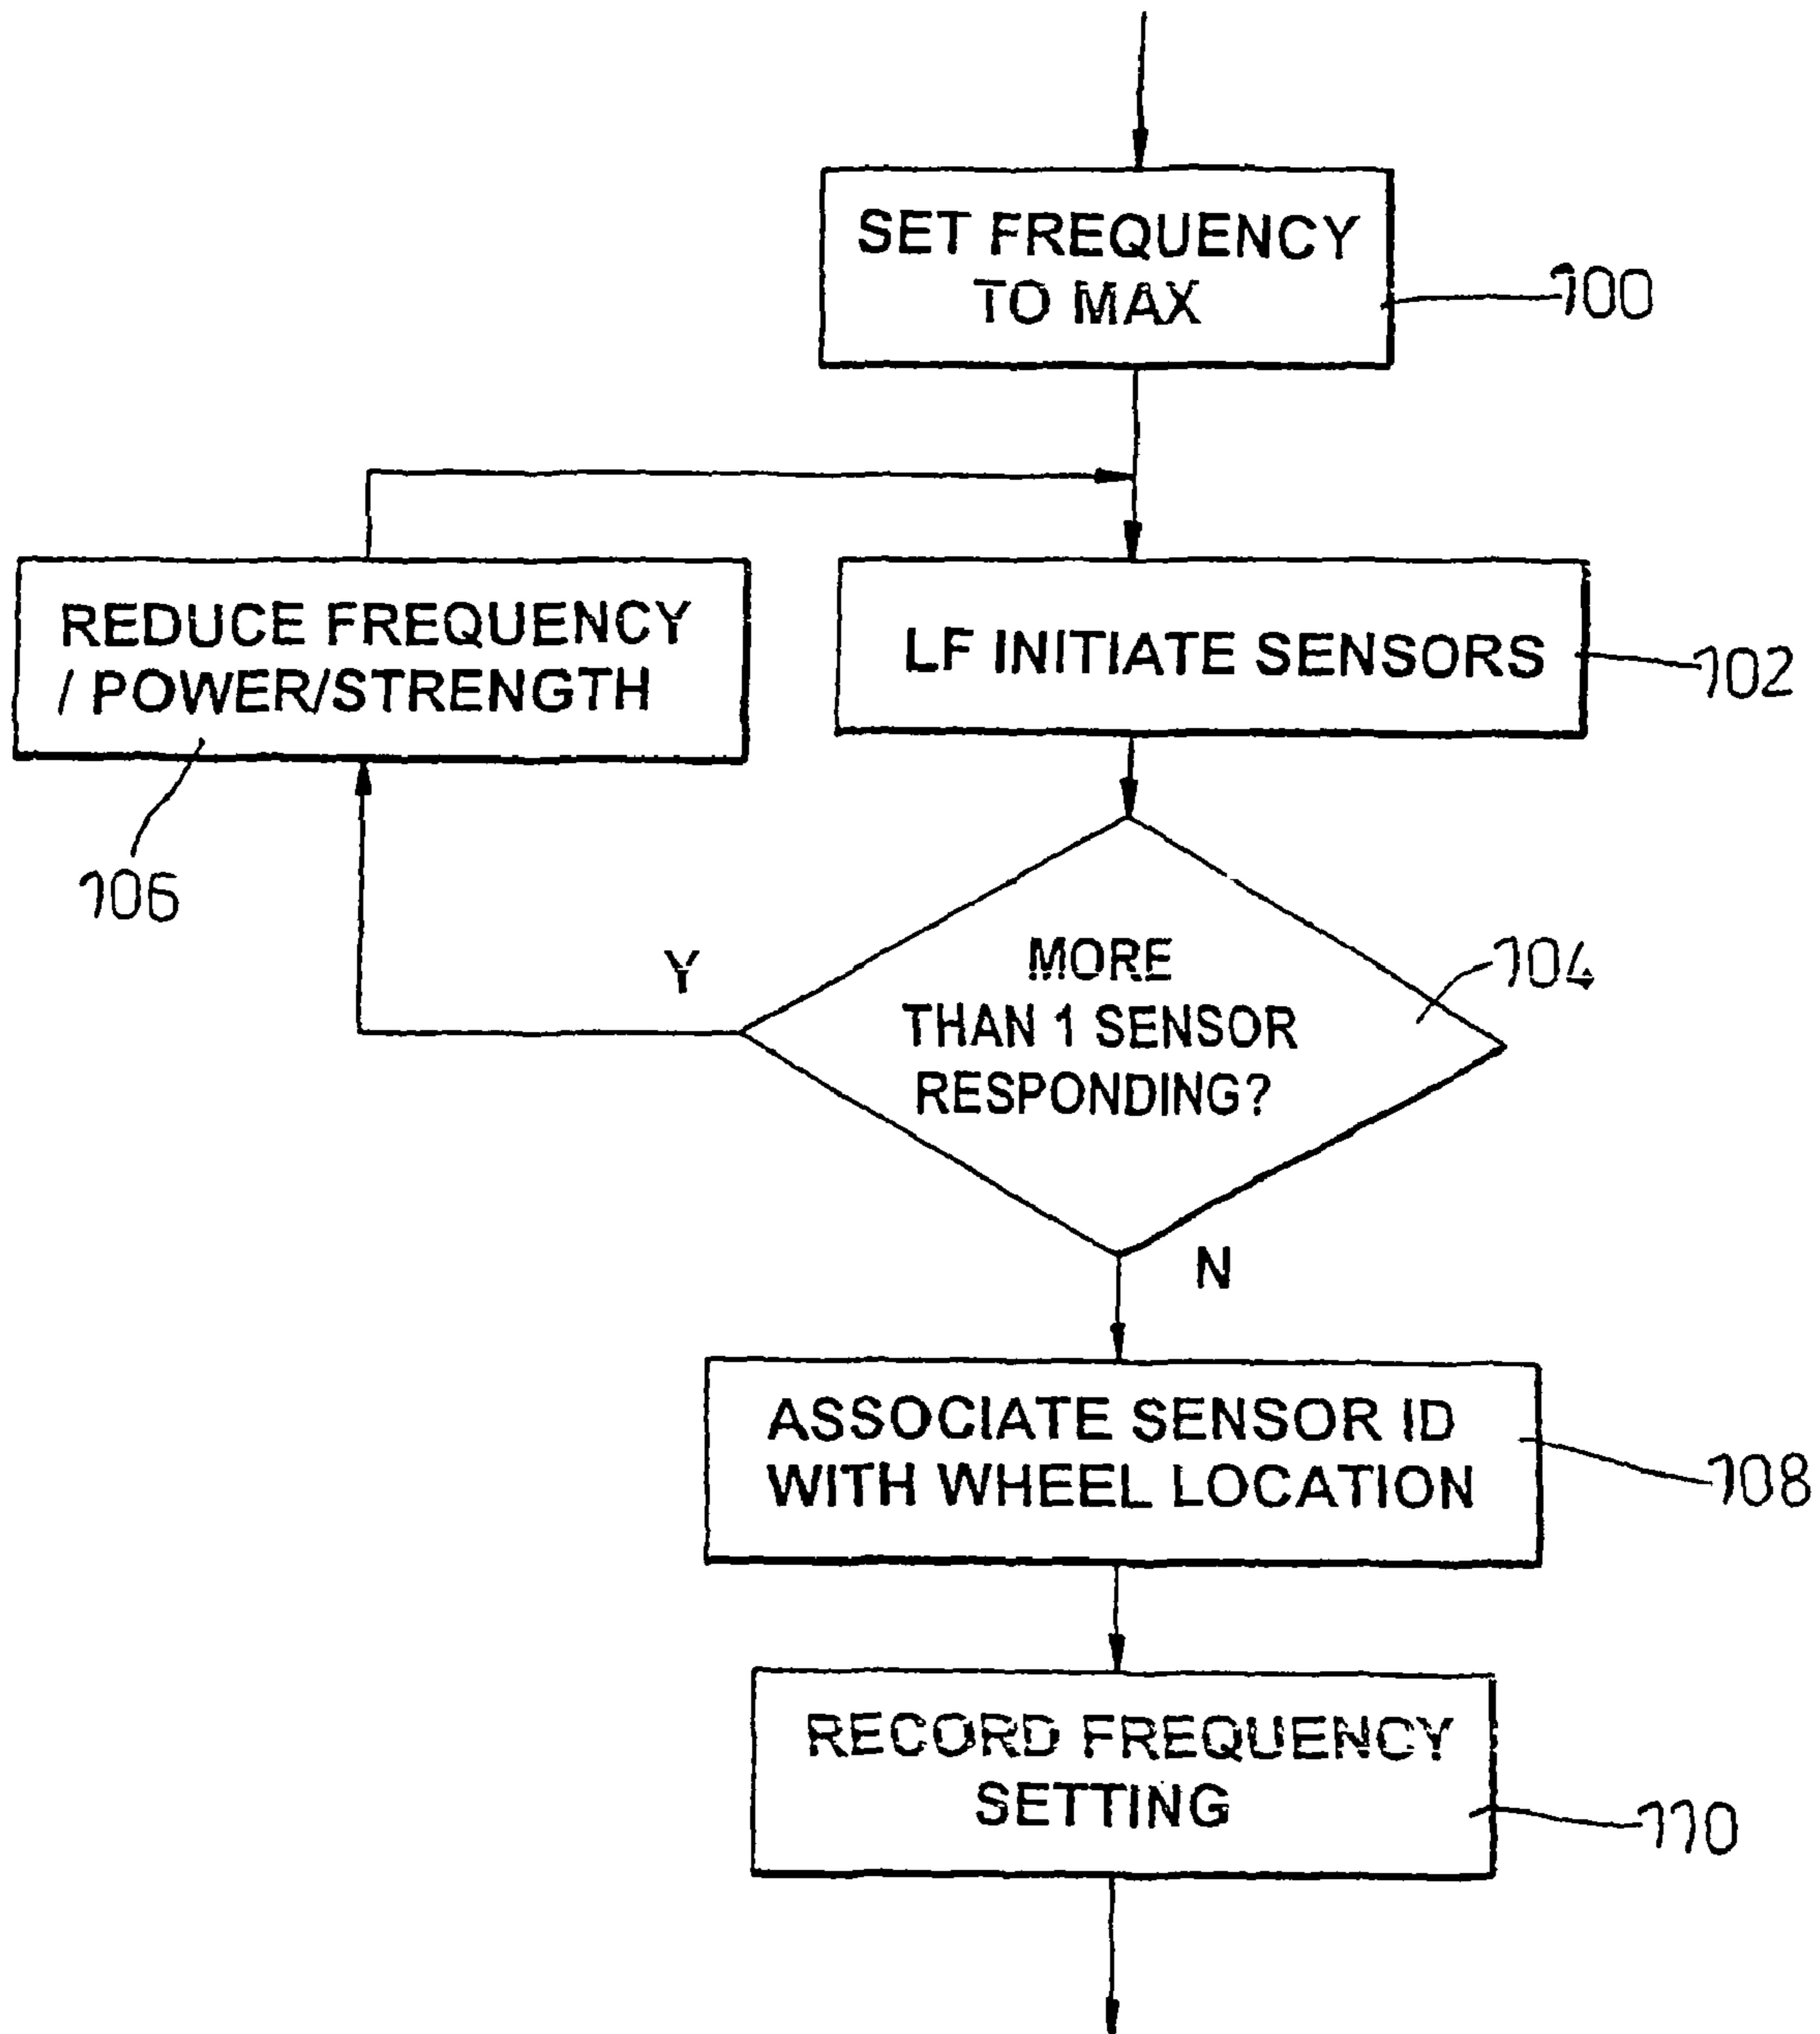 SET FREQUENCY
TO MAX
100
REDUCE FREQUENCY
/ POWER/STRENGTH
106
LF INITIATE SENSORS
102
MORE
THAN 1 SENSOR
RESPONDING?
104
Y
N
ASSOCIATE SENSOR ID
WITH WHEEL LOCATION
108
RECORD FREQUENCY
SETTING
110